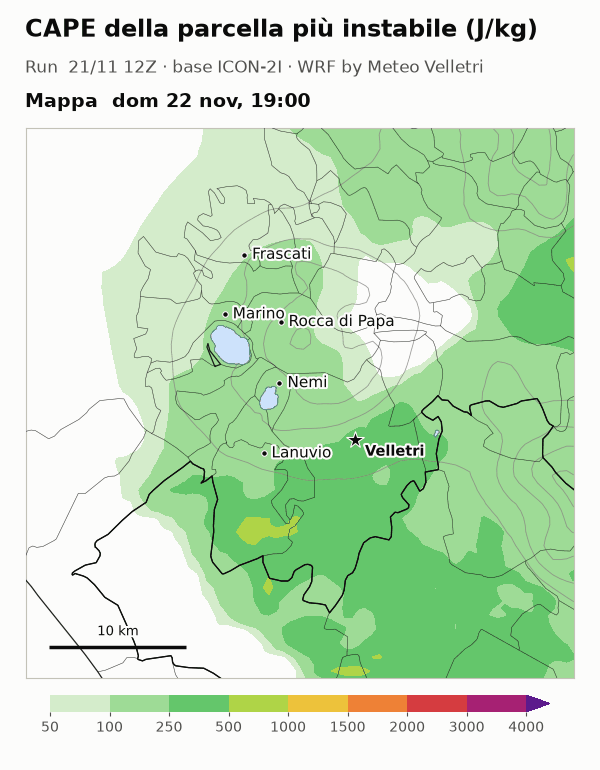 CAPE della parcella più instabile (J/kg)
Run  21/11 12Z · base ICON-2I · WRF by Meteo Velletri
Mappa  dom 22 nov, 19:00
Frascati
Marino
Rocca di Papa
Nemi
Velletri
Lanuvio
10 km
50 100 250 500 1000 1500 2000 3000 4000